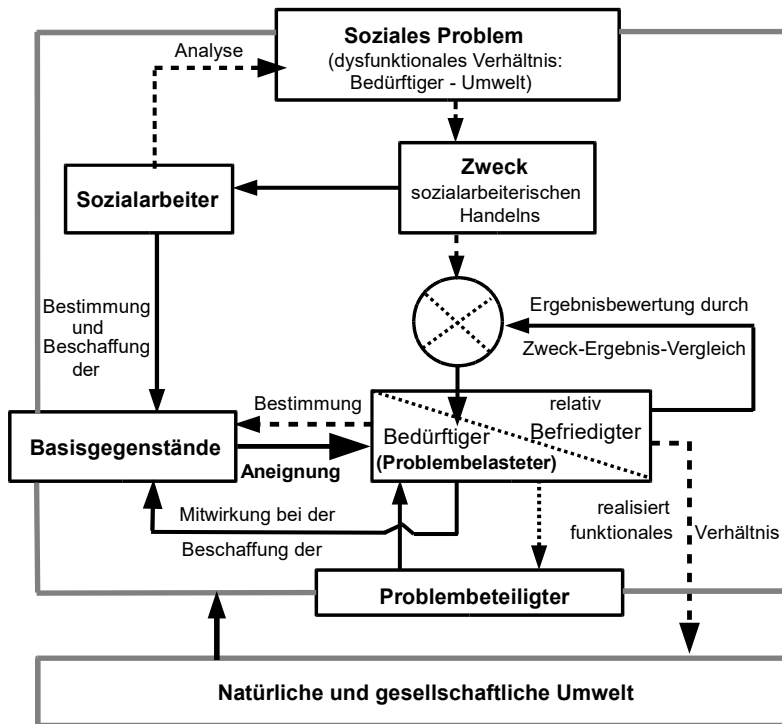 Soziales Problem
(dysfunktionales Verhältnis:
Bedürftiger - Umwelt)
Analyse
Zweck
sozialarbeiterischen
Handelns
Sozialarbeiter
Bestimmung
und
Beschaffung
der
Ergebnisbewertung durch
Zweck-Ergebnis-Vergleich
Bestimmung
relativ
Befriedigter
Bedürftiger
(Problembelasteter)
Basisgegenstände
Aneignung
Mitwirkung bei der
Beschaffung der
realisiert
funktionales
Verhältnis
Problembeteiligter
Natürliche und gesellschaftliche Umwelt